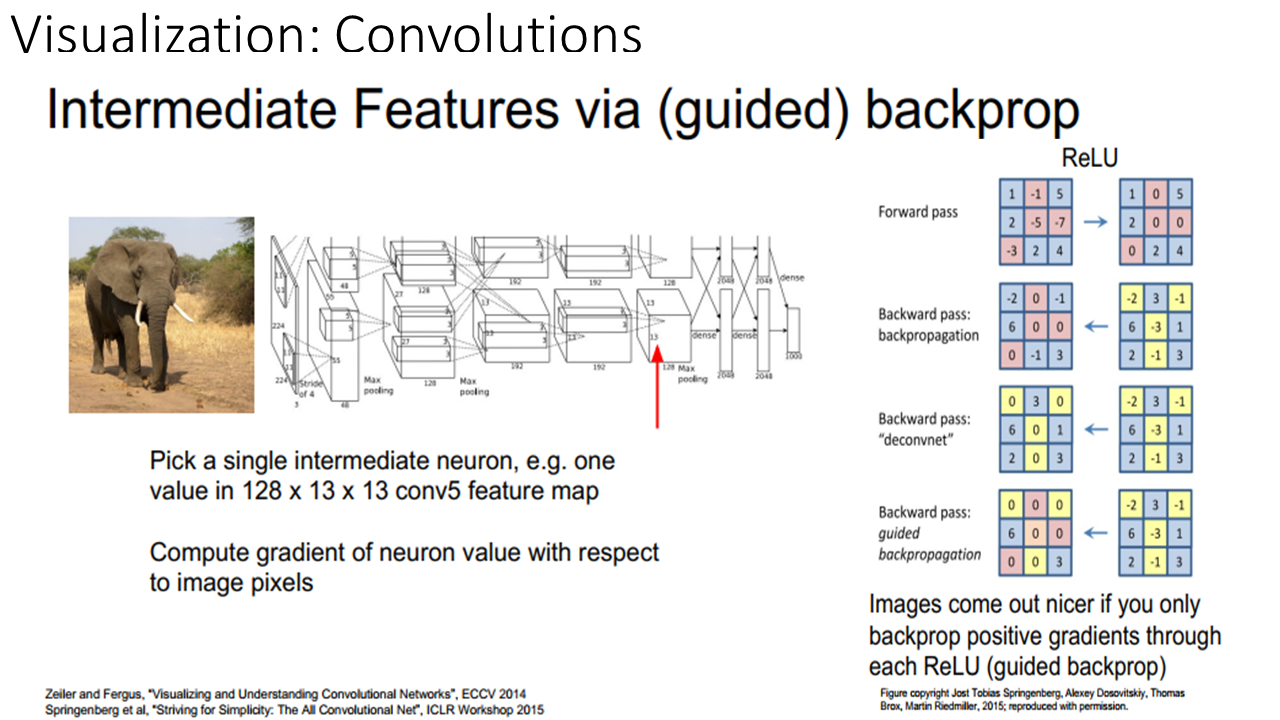 Visualization: Convolutions
Intermediate Features via (guided) backprop
ReLU
Forward pass
1 -1 5
2 -5 -7
-3 2 4
1 0 5
2 0 0
0 2 4
Backward pass:
backpropagation
-2 0 -1
6 0 0
0 -1 3
-2 3 -1
6 -3 1
2 -1 3
Backward pass:
“deconvnet”
0 3 0
6 0 1
2 0 3
-2 3 -1
6 -3 1
2 -1 3
Backward pass:
guided
backpropagation
0 0 0
6 0 0
0 0 3
-2 3 -1
6 -3 1
2 -1 3
Images come out nicer if you only
backprop positive gradients through
each ReLU (guided backprop)
Figure copyright Jost Tobias Springenberg, Alexey Dosovitskiy, Thomas
Brox, Martin Riedmiller, 2015; reproduced with permission.
48
128
192
192
128
2048
2048
dense
55
27
13
13
13
224
55
27
13
13
13
dense
dense
1000
224
Stride
of 4
Max
pooling
128
Max
pooling
192
192
128
Max
pooling
2048
2048
3
48
Pick a single intermediate neuron, e.g. one
value in 128 x 13 x 13 conv5 feature map
Compute gradient of neuron value with respect
to image pixels
Zeiler and Fergus, “Visualizing and Understanding Convolutional Networks”, ECCV 2014
Springenberg et al, “Striving for Simplicity: The All Convolutional Net”, ICLR Workshop 2015